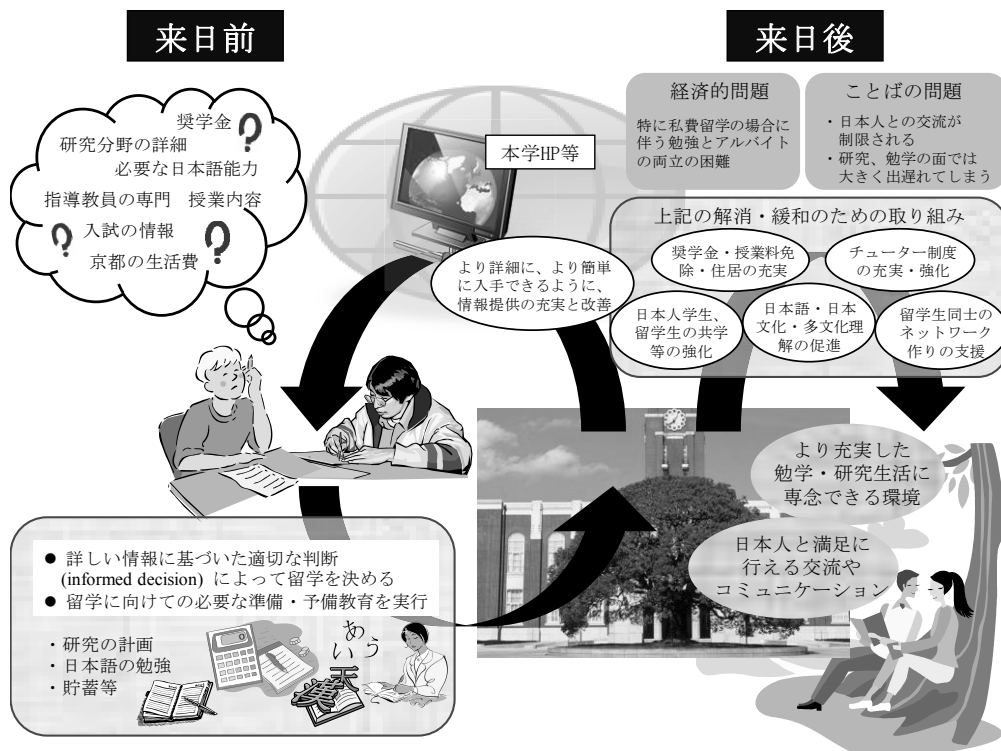 来日前
奨学金
研究分野の詳細
必要な日本語能力
指導教員の専門 授業内容
入試の情報
京都の生活費
本学HP等
より詳細に、より簡単
に入手できるように、
情報提供の充実と改善
● 詳しい情報に基づいた適切な判断
(informed decision) によって留学を決める
● 留学に向けての必要な準備・予備教育を実行
・研究の計画
・日本語の勉強
・貯蓄等
あ
い
う
天
漢
来日後
経済的問題
特に私費留学の場合に
伴う勉強とアルバイト
の両立の困難
ことばの問題
・日本人との交流が
制限される
・研究、勉学の面では
大きく出遅れてしまう
上記の解消・緩和のための取り組み
奨学金・授業料免
除・住居の充実
チューター制度
の充実・強化
日本人学生、
留学生の共学
等の強化
日本語・日本
文化・多文化理
解の促進
留学生同士の
ネットワーク
作りの支援
より充実した
勉学・研究生活に
専念できる環境
日本人と満足に
行える交流や
コミュニケーション